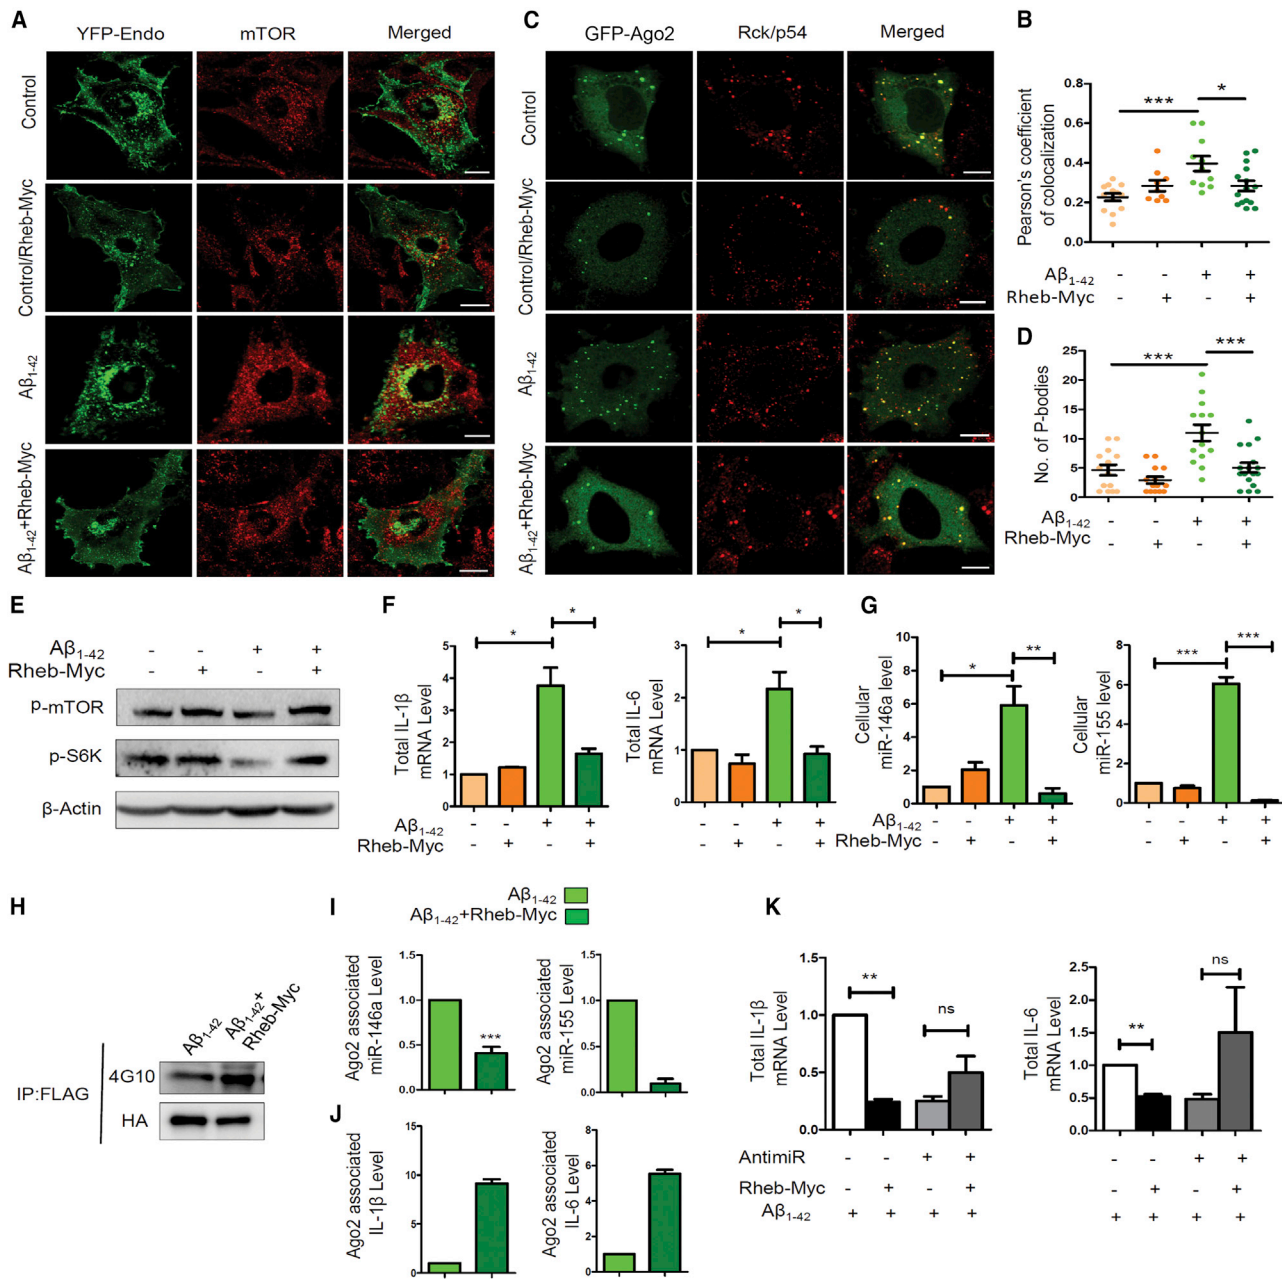 A
YFP-Endo mTOR Merged
Control
Control/Rheb-Myc
Aβ1-42
Aβ1-42+Rheb-Myc
C
GFP-Ago2 Rck/p54 Merged
Control
Control/Rheb-Myc
Aβ1-42
Aβ1-42+Rheb-Myc
B
Pearson's coefficient
of colocalization
0.8
0.6
0.4
0.2
0.0
*** *
Aβ1-42 - - + +
Rheb-Myc - + - +
D
No. of P-bodies
25
20
15
10
5
0
*** ***
Aβ1-42 - - + +
Rheb-Myc - + - +
E
Aβ1-42 - - + +
Rheb-Myc - + - +
p-mTOR
p-S6K
β-Actin
F
Total IL-1β
mRNA Level
5
4
3
2
1
0
* *
Aβ1-42 - - + +
Rheb-Myc - + - +
Total IL-6
mRNA Level
3
2
1
0
* *
- - + +
- + - +
G
Cellular
miR-146a level
10
8
6
4
2
0
* **
Aβ1-42 - - + +
Rheb-Myc - + - +
Cellular
miR-155 level
8
6
4
2
0
*** ***
- - + +
- + - +
H
Aβ1-42
Aβ1-42+
Rheb-Myc
IP:FLAG
4G10
HA
I
Aβ1-42
Aβ1-42+Rheb-Myc
Ago2 associated
miR-146a Level
1.5
1.0
0.5
0.0
***
Ago2 associated
miR-155 Level
1.5
1.0
0.5
0.0
J
Ago2 associated
IL-1β Level
15
10
5
0
Ago2 associated
IL-6 Level
8
6
4
2
0
K
Total IL-1β
mRNA Level
1.5
1.0
0.5
0.0
** ns
AntimiR - - + +
Rheb-Myc - + - +
Aβ1-42 + + + +
Total IL-6
mRNA Level
2.5
2.0
1.5
1.0
0.5
0.0
** ns
- - + +
- + - +
+ + + +